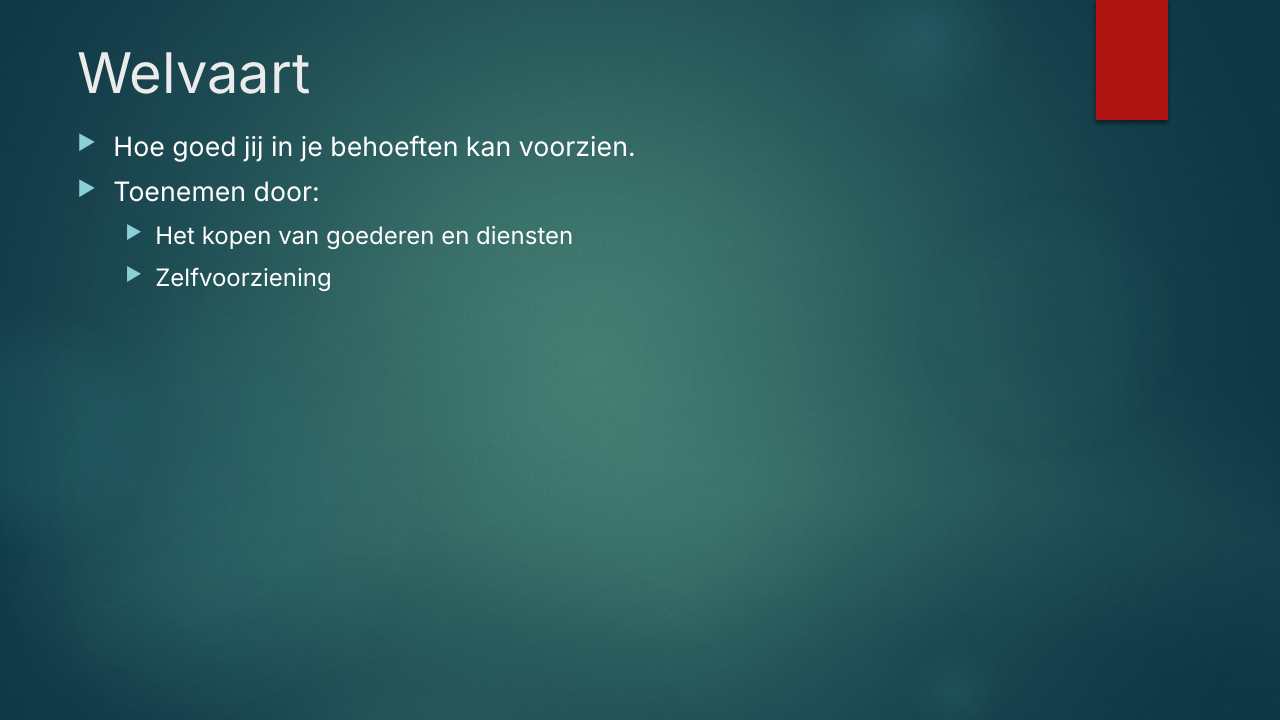 Welvaart
Hoe goed jij in je behoeften kan voorzien.
Toenemen door:
Het kopen van goederen en diensten
Zelfvoorziening